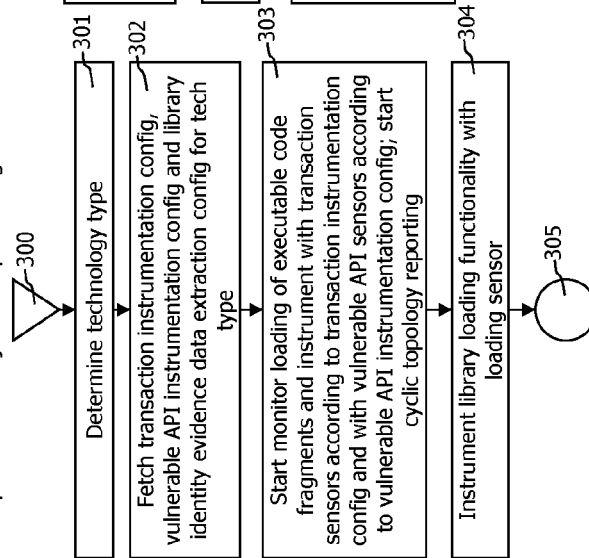 300
301
Determine technology type
302
Fetch transaction instrumentation config,
vulnerable API instrumentation config and library
identity evidence data extraction config for tech
type
303
Start monitor loading of executable code
fragments and instrument with transaction
sensors according to transaction instrumentation
config and with vulnerable API sensors according
to vulnerable API instrumentation config; start
cyclic topology reporting
304
Instrument library loading functionality with
loading sensor
305